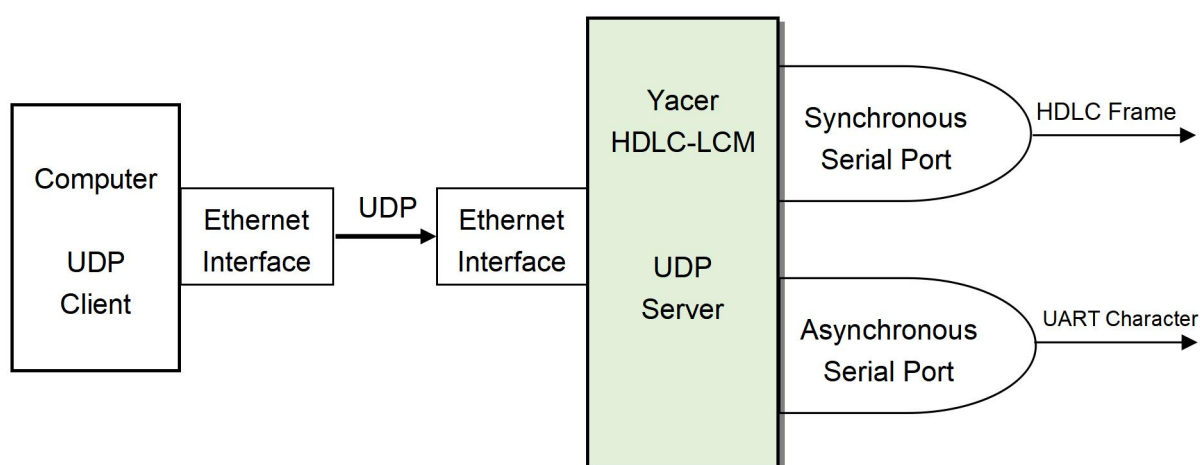 Computer
UDP
Client
Ethernet
Interface
UDP
Ethernet
Interface
Yacer
HDLC-LCM
UDP
Server
Synchronous
Serial Port
HDLC Frame
Asynchronous
Serial Port
UART Character